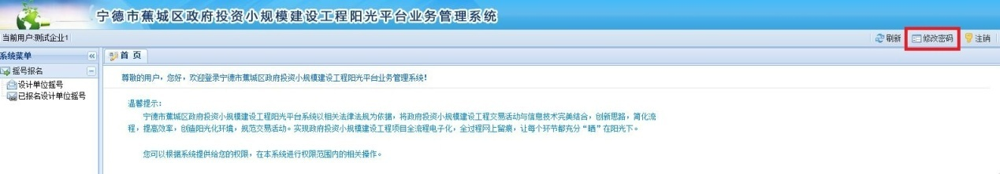 宁德市蕉城区政府投资小规模建设工程阳光平台业务管理系统
当前用户:测试企业1
刷新 修改密码 注销
系统菜单
首 页
摇号报名
设计单位摇号
已报名设计单位摇号
尊敬的用户，您好，欢迎登录宁德市蕉城区政府投资小规模建设工程阳光平台业务管理系统！
温馨提示：
宁德市蕉城区政府投资小规模建设工程阳光平台系统以相关法律法规为依据，将政府投资小规模建设工程交易活动与信息技术完美结合，创新思路，简化流
程，提高效率，创造阳光化环境，规范交易活动。实现政府投资小规模建设工程项目全流程电子化，全过程网上留痕，让每个环节都充分“晒”在阳光下。
您可以根据系统提供给您的权限，在本系统进行权限范围内的相关操作。